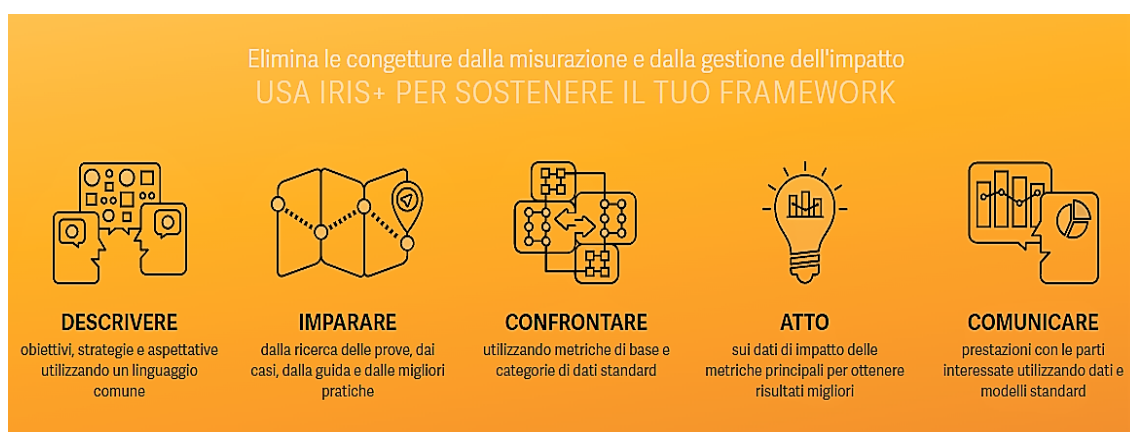 Elimina le congetture dalla misurazione e dalla gestione dell'impatto
USA IRIS+ PER SOSTENERE IL TUO FRAMEWORK
DESCRIVERE
obiettivi, strategie e aspettative
utilizzando un linguaggio
comune
IMPARARE
dalla ricerca delle prove, dai
casi, dalla guida e dalle migliori
pratiche
CONFRONTARE
utilizzando metriche di base e
categorie di dati standard
ATTO
sui dati di impatto delle
metriche principali per ottenere
risultati migliori
COMUNICARE
prestazioni con le parti
interessate utilizzando dati e
modelli standard